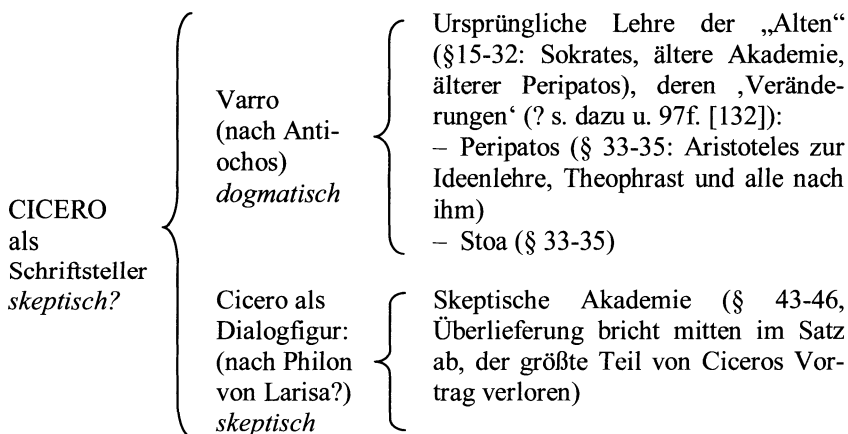 CICERO
als
Schriftsteller
skeptisch?
Varro
(nach Anti-
ochos)
dogmatisch
Ursprüngliche Lehre der „Alten“
(§15-32: Sokrates, ältere Akademie,
älterer Peripatos), deren ‚Verände-
rungen‘ (? s. dazu u. 97f. [132]):
– Peripatos (§ 33-35: Aristoteles zur
Ideenlehre, Theophrast und alle nach
ihm)
– Stoa (§ 33-35)
Cicero als
Dialogfigur:
(nach Philon
von Larisa?)
skeptisch
Skeptische Akademie (§ 43-46,
Überlieferung bricht mitten im Satz
ab, der größte Teil von Ciceros Vor-
trag verloren)